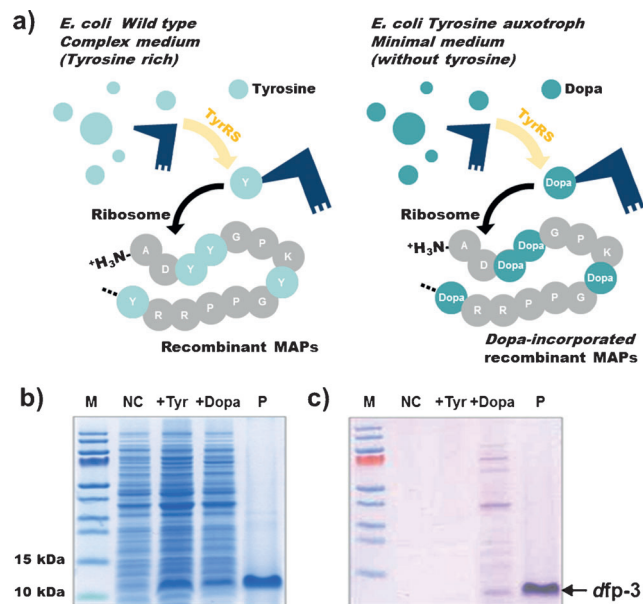 a)
E. coli Wild type
Complex medium
(Tyrosine rich)
Tyrosine
TyrRS
Y
Ribosome
⁺H₃N-
A D Y Y G P K Y G P P R R Y
Recombinant MAPs
E. coli Tyrosine auxotroph
Minimal medium
(without tyrosine)
Dopa
TyrRS
Dopa
Ribosome
⁺H₃N-
A D Dopa Dopa G P K Dopa G P P R R Dopa
Dopa-incorporated
recombinant MAPs
b)
M NC +Tyr +Dopa P
15 kDa
10 kDa
c)
M NC +Tyr +Dopa P
dfp-3